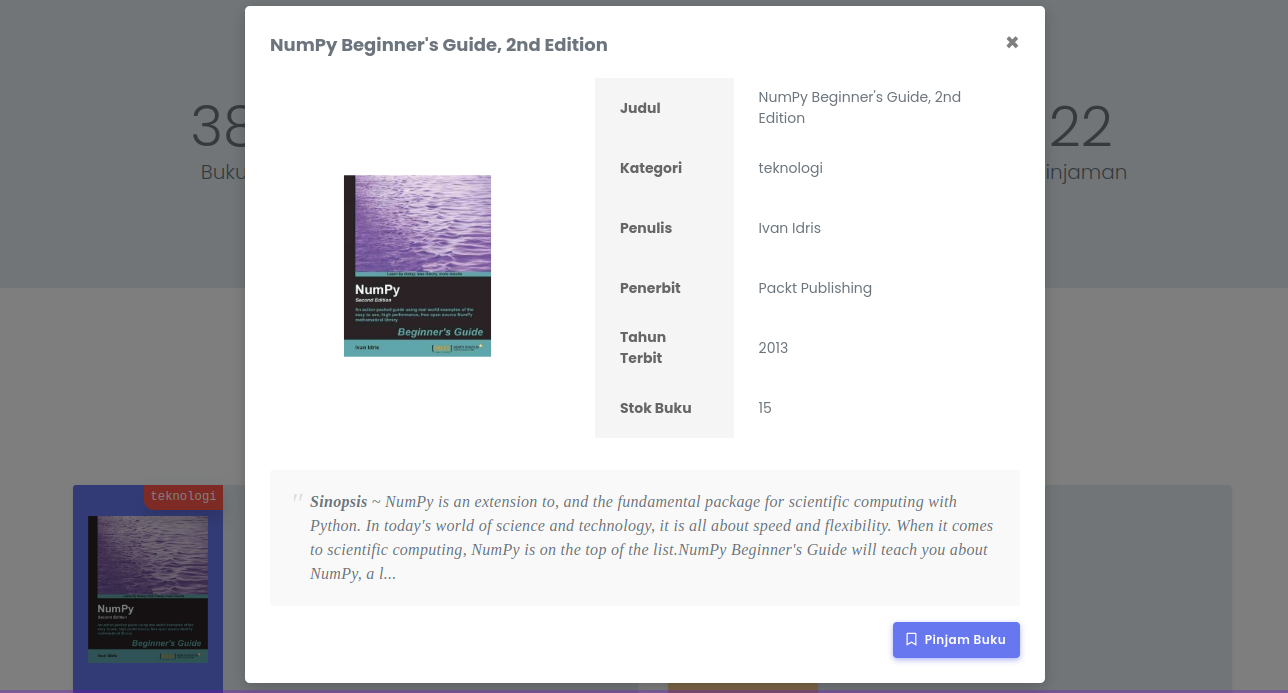 NumPy Beginner's Guide, 2nd Edition
✖
38
Buku
22
injaman
Judul
NumPy Beginner's Guide, 2nd
Edition
Kategori
teknologi
Penulis
Ivan Idris
Penerbit
Packt Publishing
Tahun
Terbit
2013
Stok Buku
15
Learn by doing: less theory, more results
NumPy
Second Edition
An action packed guide using real world examples of the
easy to use, high performance, free open source NumPy
mathematical library
Beginner's Guide
Ivan Idris
" Sinopsis ~ NumPy is an extension to, and the fundamental package for scientific computing with
Python. In today's world of science and technology, it is all about speed and flexibility. When it comes
to scientific computing, NumPy is on the top of the list.NumPy Beginner's Guide will teach you about
NumPy, a l...
Pinjam Buku
teknologi
NumPy
Second Edition
Beginner's Guide
Ivan Idris